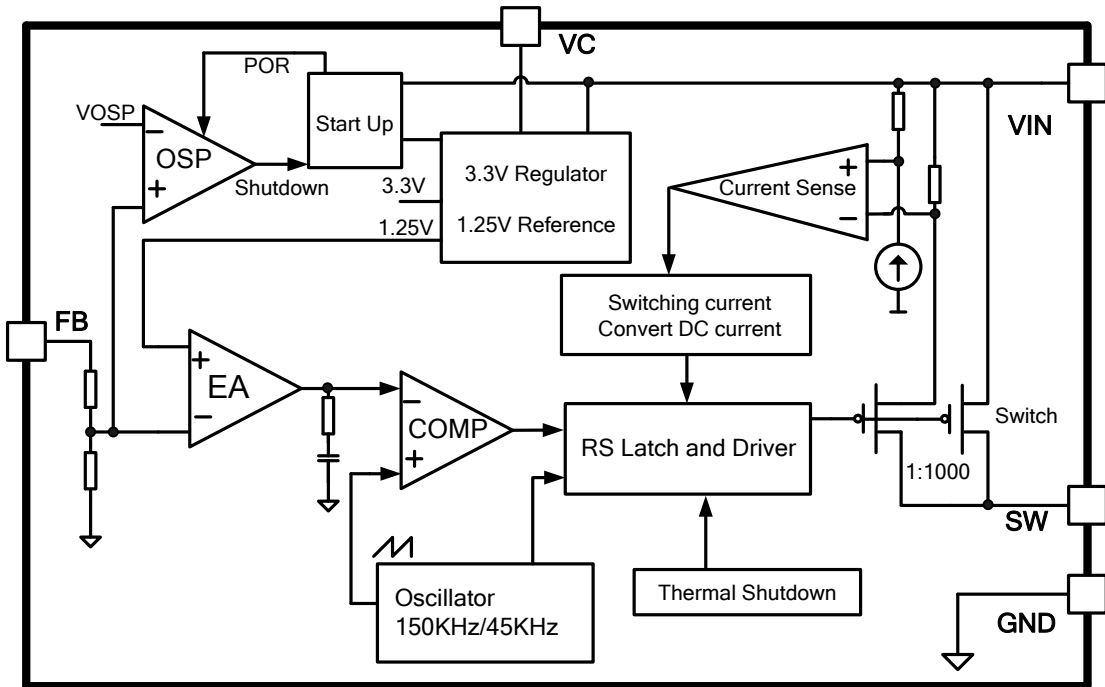 VC
POR
VOSP
−
OSP
+
Start Up
VIN
Shutdown
3.3V
3.3V Regulator
1.25V
1.25V Reference
+
Current Sense
−
Switching current
Convert DC current
FB
+
EA
−
−
COMP
+
RS Latch and Driver
Switch
1:1000
SW
Oscillator
150KHz/45KHz
Thermal Shutdown
GND